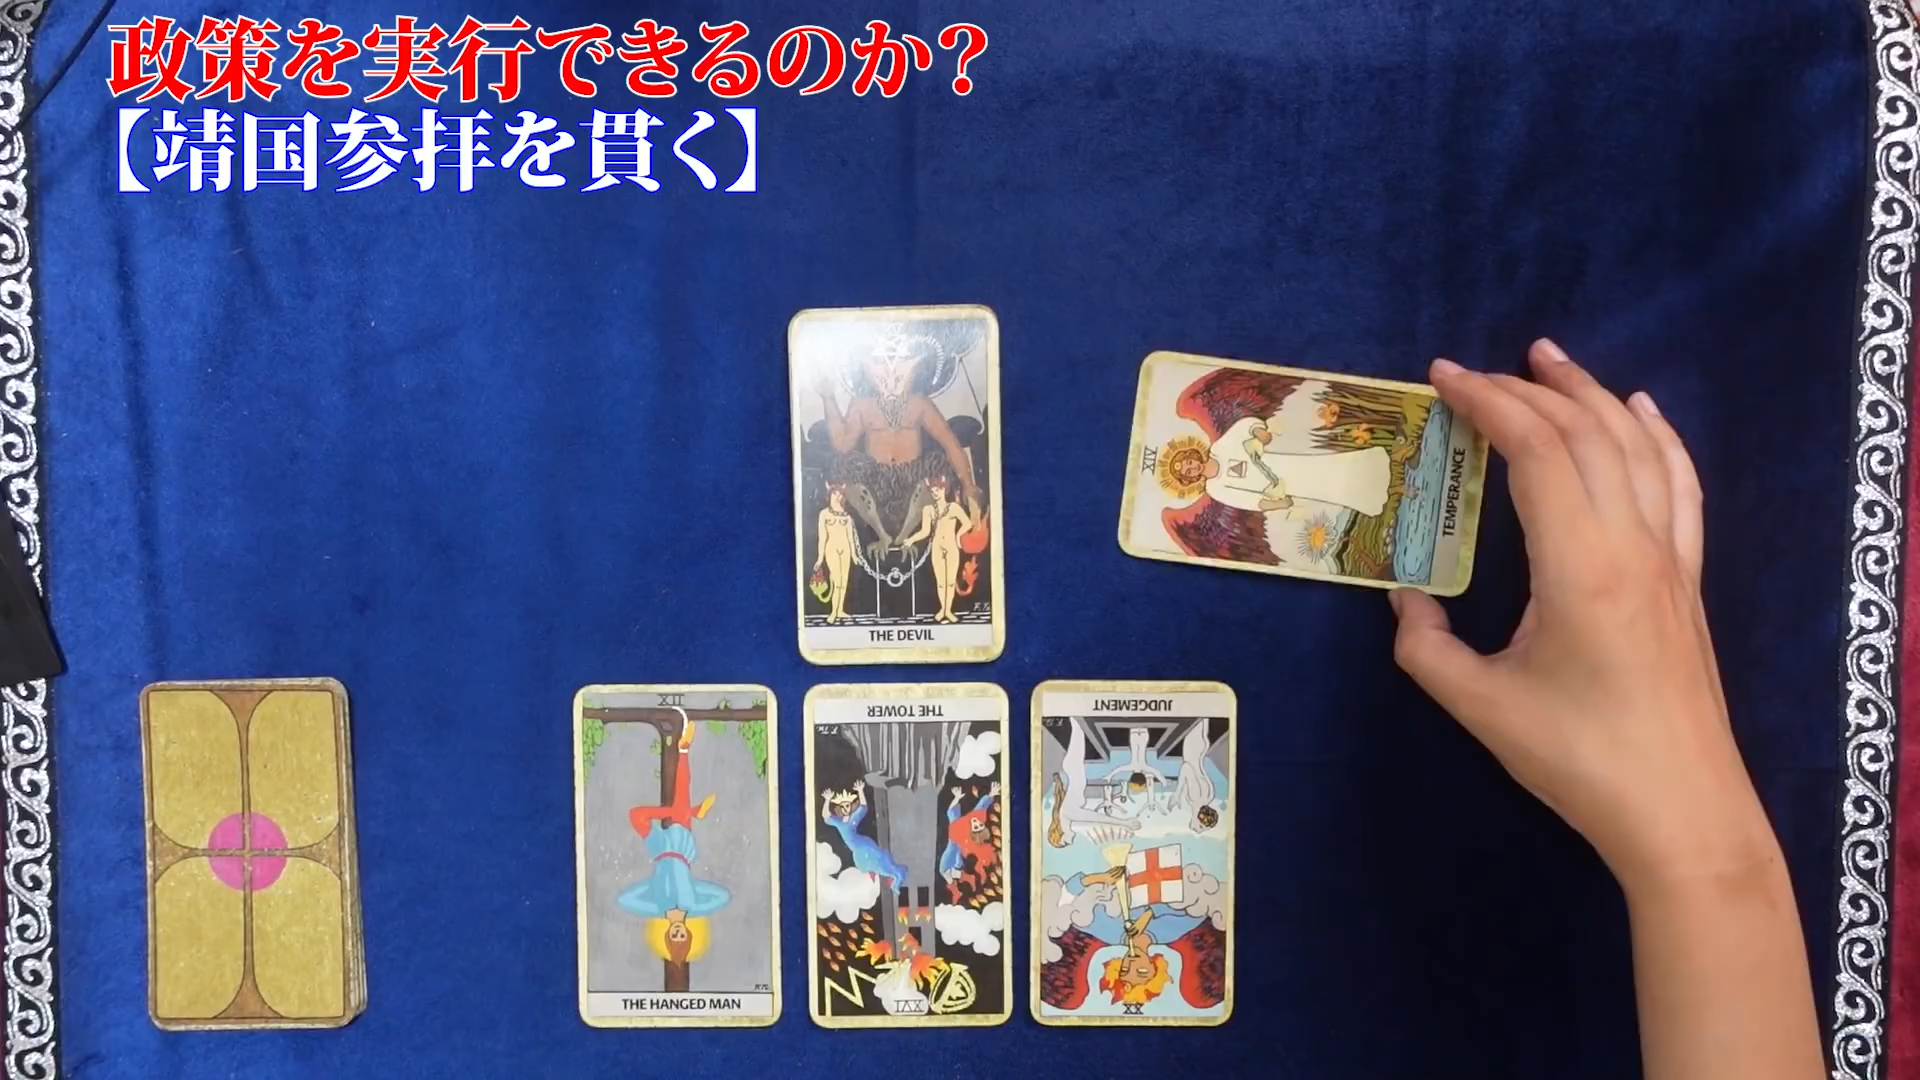 政策を実行できるのか?
【靖国参拝を貫く】
THE DEVIL
XIV
TEMPERANCE
XII
THE HANGED MAN
THE TOWER
XVI
JUDGEMENT
XX